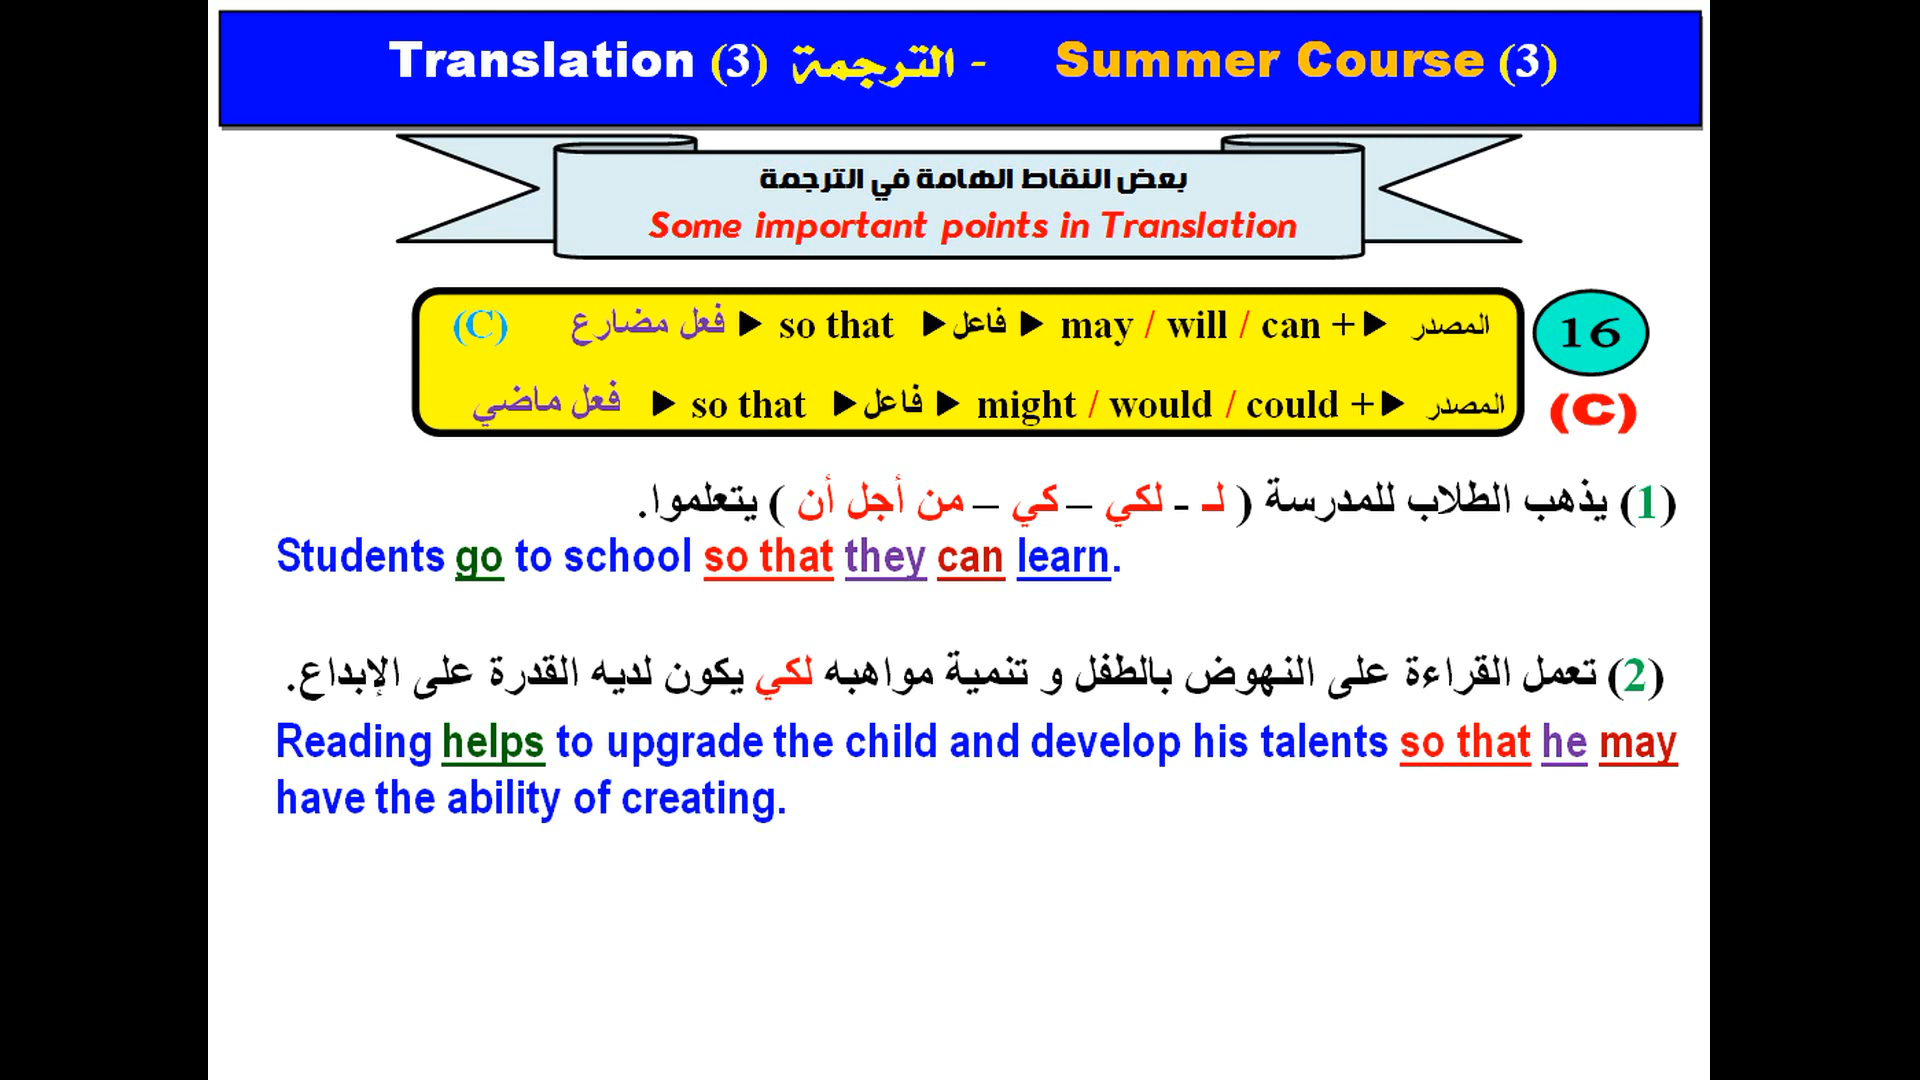 Translation (3) الترجمة - Summer Course (3)
بعض النقاط الهامة في الترجمة
Some important points in Translation
(C) فعل مضارع ► so that ► فاعل ► may / will / can + ► المصدر
16
فعل ماضي ► so that ► فاعل ► might / would / could + ► المصدر
(C)
(1) يذهب الطلاب للمدرسة ( لـ - لكي – كي – من أجل أن ) يتعلموا.
Students go to school so that they can learn.
(2) تعمل القراءة على النهوض بالطفل و تنمية مواهبه لكي يكون لديه القدرة على الإبداع.
Reading helps to upgrade the child and develop his talents so that he may
have the ability of creating.